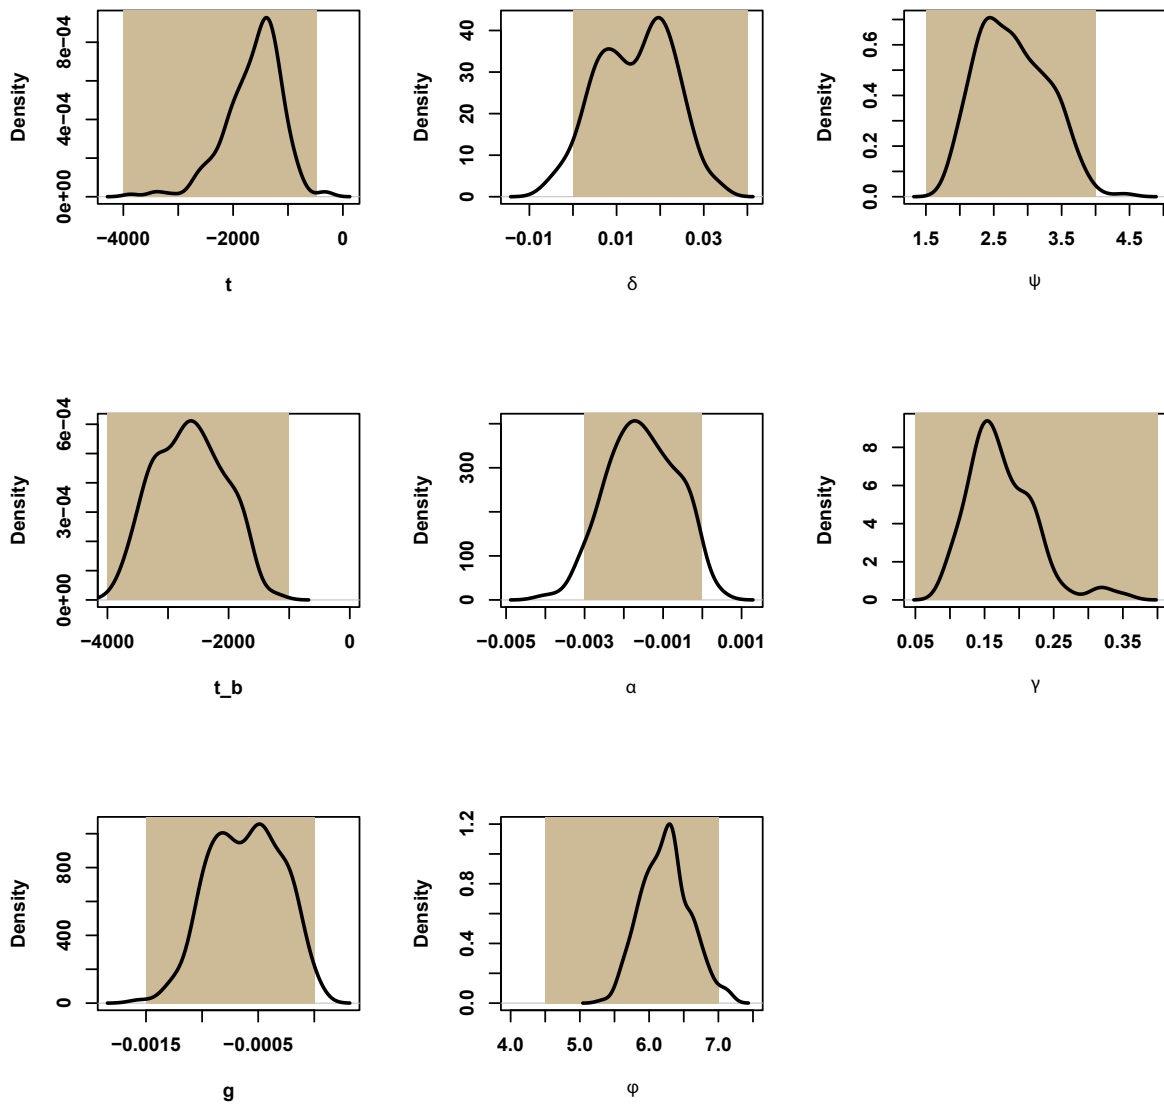 Density
0e+00 4e−04 8e−04
−4000 −2000 0
t
Density
0 10 20 30 40
−0.01 0.01 0.03
δ
Density
0.0 0.2 0.4 0.6
1.5 2.5 3.5 4.5
ψ
Density
0e+00 3e−04 6e−04
−4000 −2000 0
t_b
Density
0 100 300
−0.005 −0.003 −0.001 0.001
α
Density
0 2 4 6 8
0.05 0.15 0.25 0.35
γ
Density
0 400 800
−0.0015 −0.0005
g
Density
0.0 0.4 0.8 1.2
4.0 5.0 6.0 7.0
φ